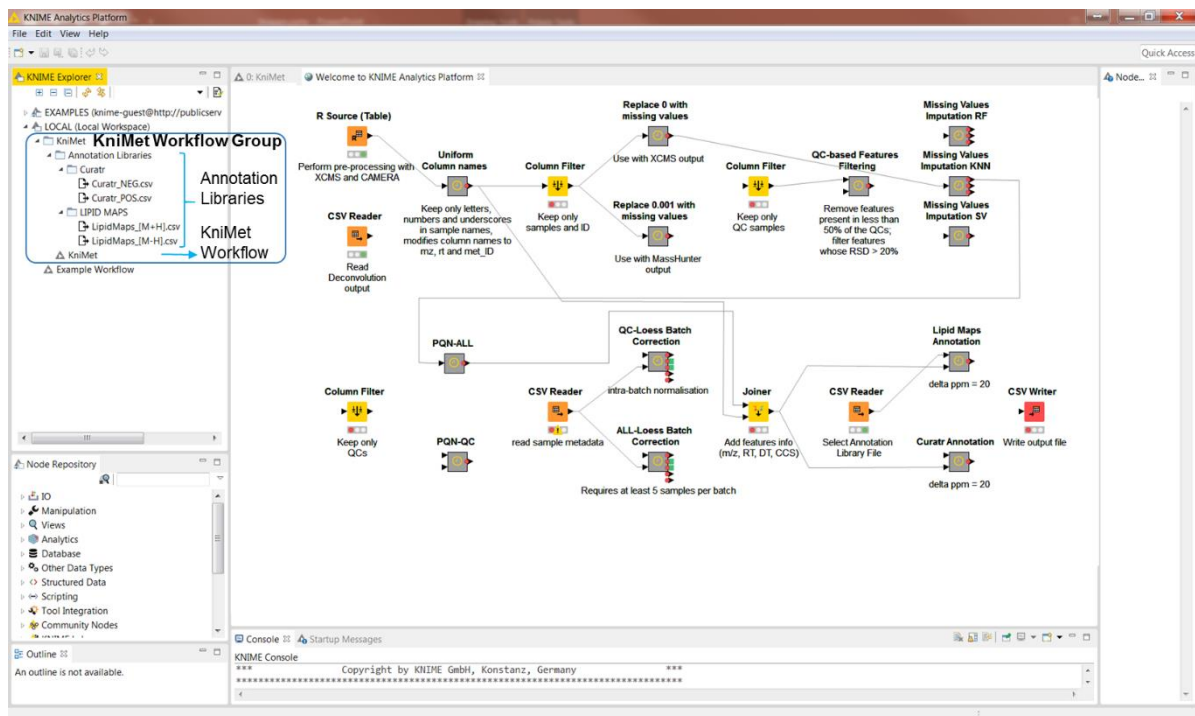 KNIME Analytics Platform
File Edit View Help
Quick Access
KNIME Explorer
EXAMPLES (knime-guest@http://publicserv
LOCAL (Local Workspace)
KniMet
KniMet Workflow Group
Annotation Libraries
Curatr
Curatr_NEG.csv
Curatr_POS.csv
LIPID MAPS
LipidMaps_[M+H].csv
LipidMaps_[M-H].csv
KniMet
Example Workflow
Annotation
Libraries
KniMet
Workflow
Node Repository
IO
Manipulation
Views
Analytics
Database
Other Data Types
Structured Data
Scripting
Tool Integration
Community Nodes
Outline
An outline is not available.
0: KniMet
Welcome to KNIME Analytics Platform
Node...
R Source (Table)
Perform pre-processing with
XCMS and CAMERA
CSV Reader
Read
Deconvolution
output
Uniform
Column names
Keep only letters,
numbers and underscores
in sample names,
modifies column names to
mz, rt and met_ID
Column Filter
Keep only
samples and ID
Replace 0 with
missing values
Use with XCMS output
Replace 0.001 with
missing values
Use with MassHunter
output
Column Filter
Keep only
QC samples
QC-based Features
Filtering
Remove features
present in less than
50% of the QCs;
filter features
whose RSD > 20%
Missing Values
Imputation RF
Missing Values
Imputation KNN
Missing Values
Imputation SV
PQN-ALL
Column Filter
Keep only
QCs
PQN-QC
CSV Reader
read sample metadata
QC-Loess Batch
Correction
intra-batch normalisation
ALL-Loess Batch
Correction
Requires at least 5 samples per batch
Joiner
Add features info
(m/z, RT, DT, CCS)
CSV Reader
Select Annotation
Library File
Lipid Maps
Annotation
delta ppm = 20
Curatr Annotation
delta ppm = 20
CSV Writer
Write output file
Console
Startup Messages
KNIME Console
*** Copyright by KNIME GmbH, Konstanz, Germany ***